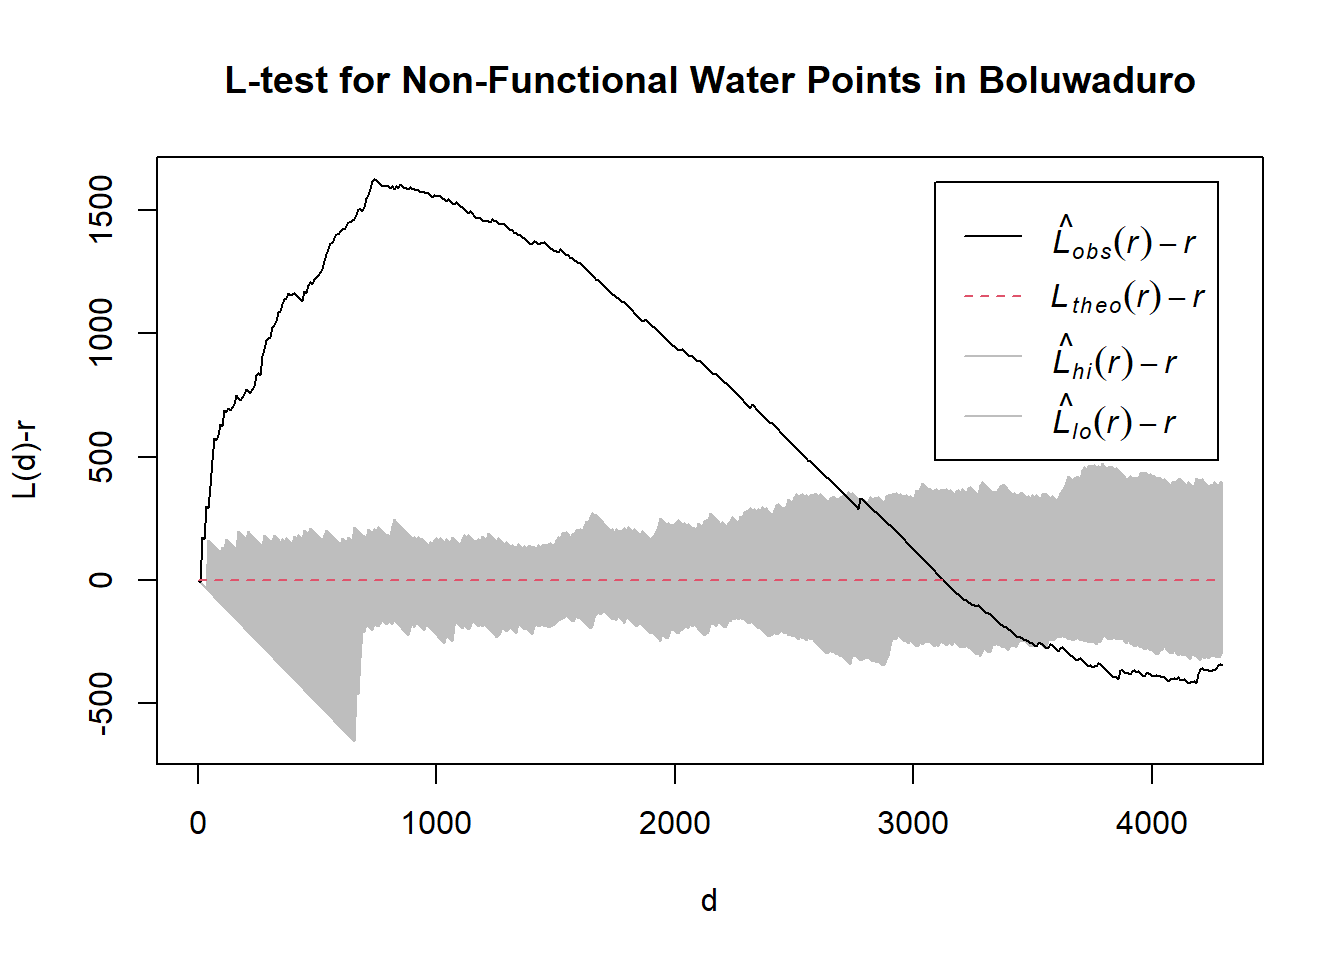 L-test for Non-Functional Water Points in Boluwaduro
L(d)-r
1500
1000
500
0
-500
L̂obs(r) − r
Ltheo(r) − r
L̂hi(r) − r
L̂lo(r) − r
0 1000 2000 3000 4000
d